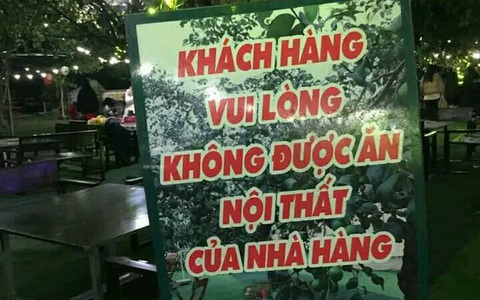 KHÁCH HÀNG
VUI LÒNG
KHÔNG ĐƯỢC ĂN
NỘI THẤT
CỦA NHÀ HÀNG